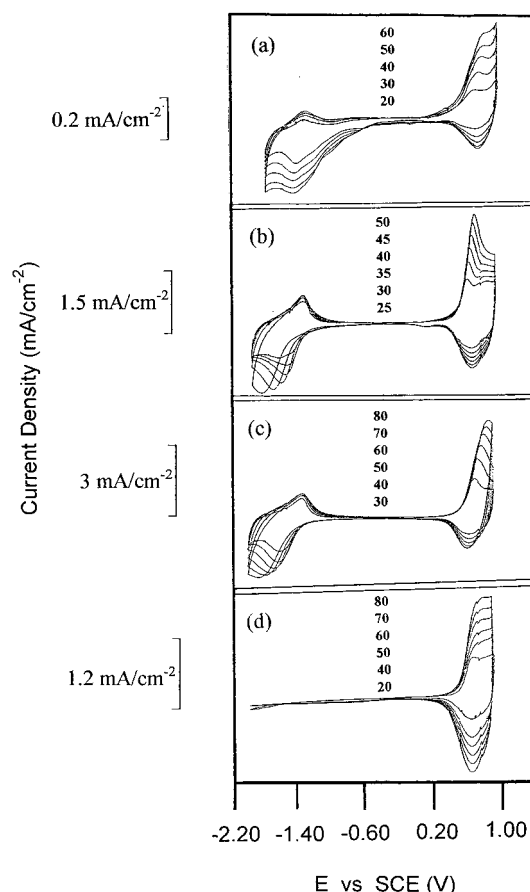 (a)
60
50
40
30
20
0.2 mA/cm⁻²
(b)
50
45
40
35
30
25
1.5 mA/cm⁻²
Current Density (mA/cm⁻²)
(c)
80
70
60
50
40
30
3 mA/cm⁻²
(d)
80
70
60
50
40
20
1.2 mA/cm⁻²
-2.20 -1.40 -0.60 0.20 1.00
E vs SCE (V)